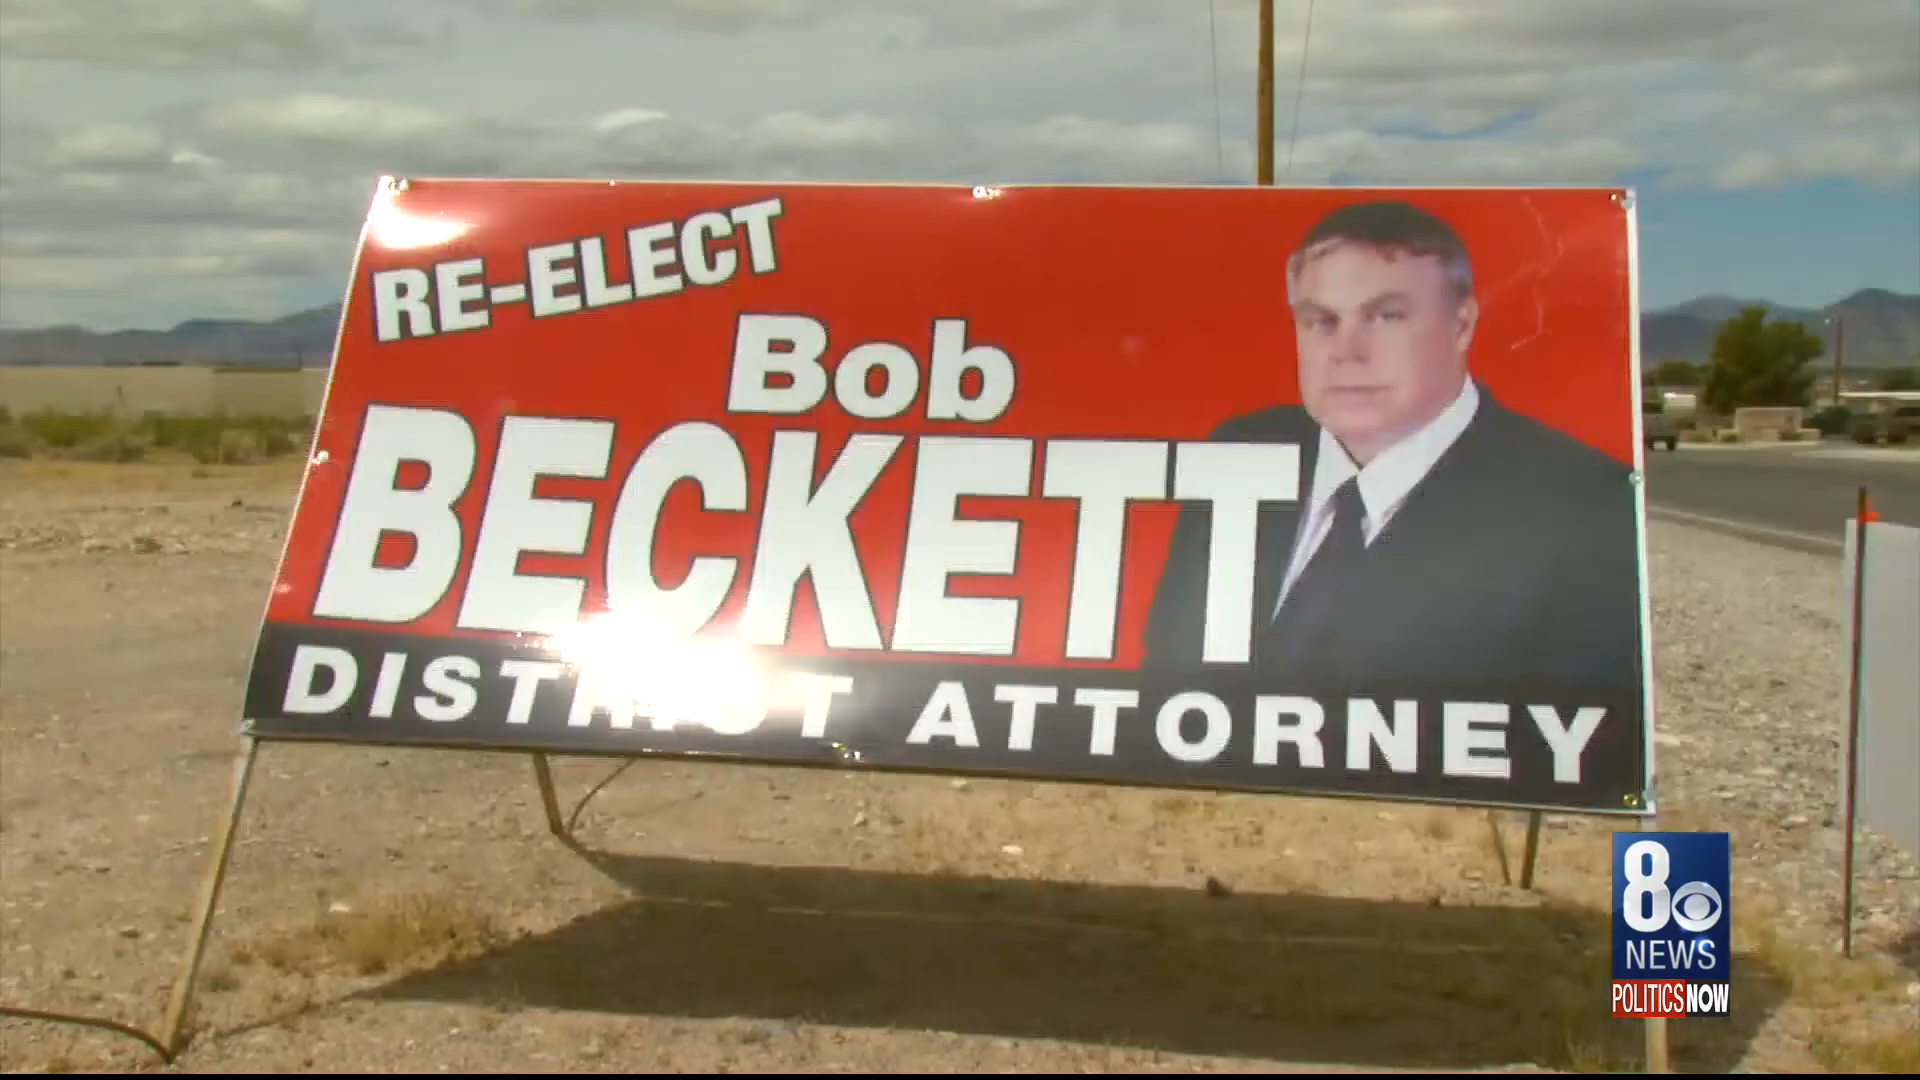 RE-ELECT
Bob
BECKETT
DISTRICT ATTORNEY
8
NEWS
POLITICSNOW